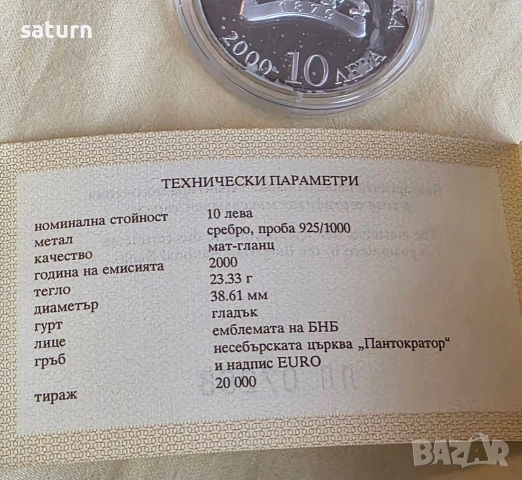 saturn
1879
2000 10 ЛЕВА
ТЕХНИЧЕСКИ ПАРАМЕТРИ
номинална стойност 10 лева
метал сребро, проба 925/1000
качество мат-гланц
година на емисията 2000
тегло 23.33 г
диаметър 38.61 мм
гурт гладък
лице емблемата на БНБ
гръб несебърската църква „Пантократор"
и надпис EURO
тираж 20 000
BAZAR